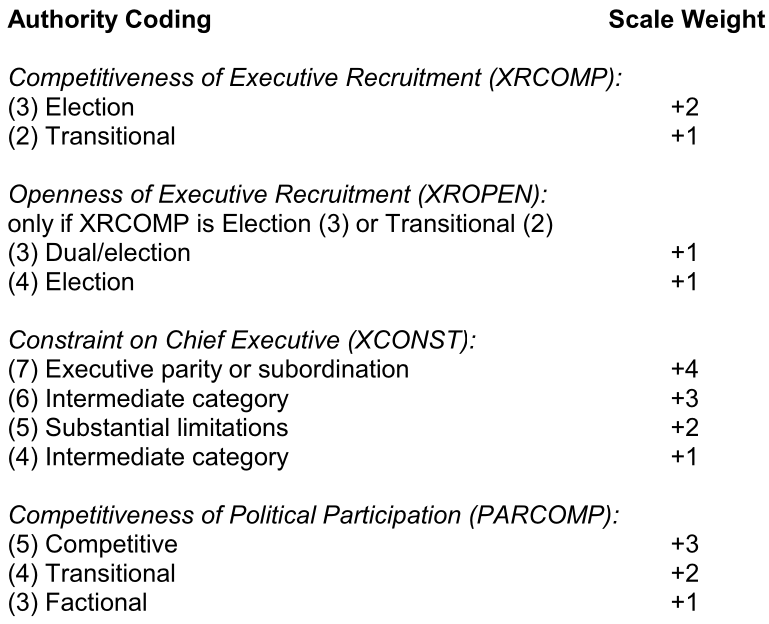 Authority Coding Scale Weight
Competitiveness of Executive Recruitment (XRCOMP):
(3) Election +2
(2) Transitional +1
Openness of Executive Recruitment (XROPEN):
only if XRCOMP is Election (3) or Transitional (2)
(3) Dual/election +1
(4) Election +1
Constraint on Chief Executive (XCONST):
(7) Executive parity or subordination +4
(6) Intermediate category +3
(5) Substantial limitations +2
(4) Intermediate category +1
Competitiveness of Political Participation (PARCOMP):
(5) Competitive +3
(4) Transitional +2
(3) Factional +1